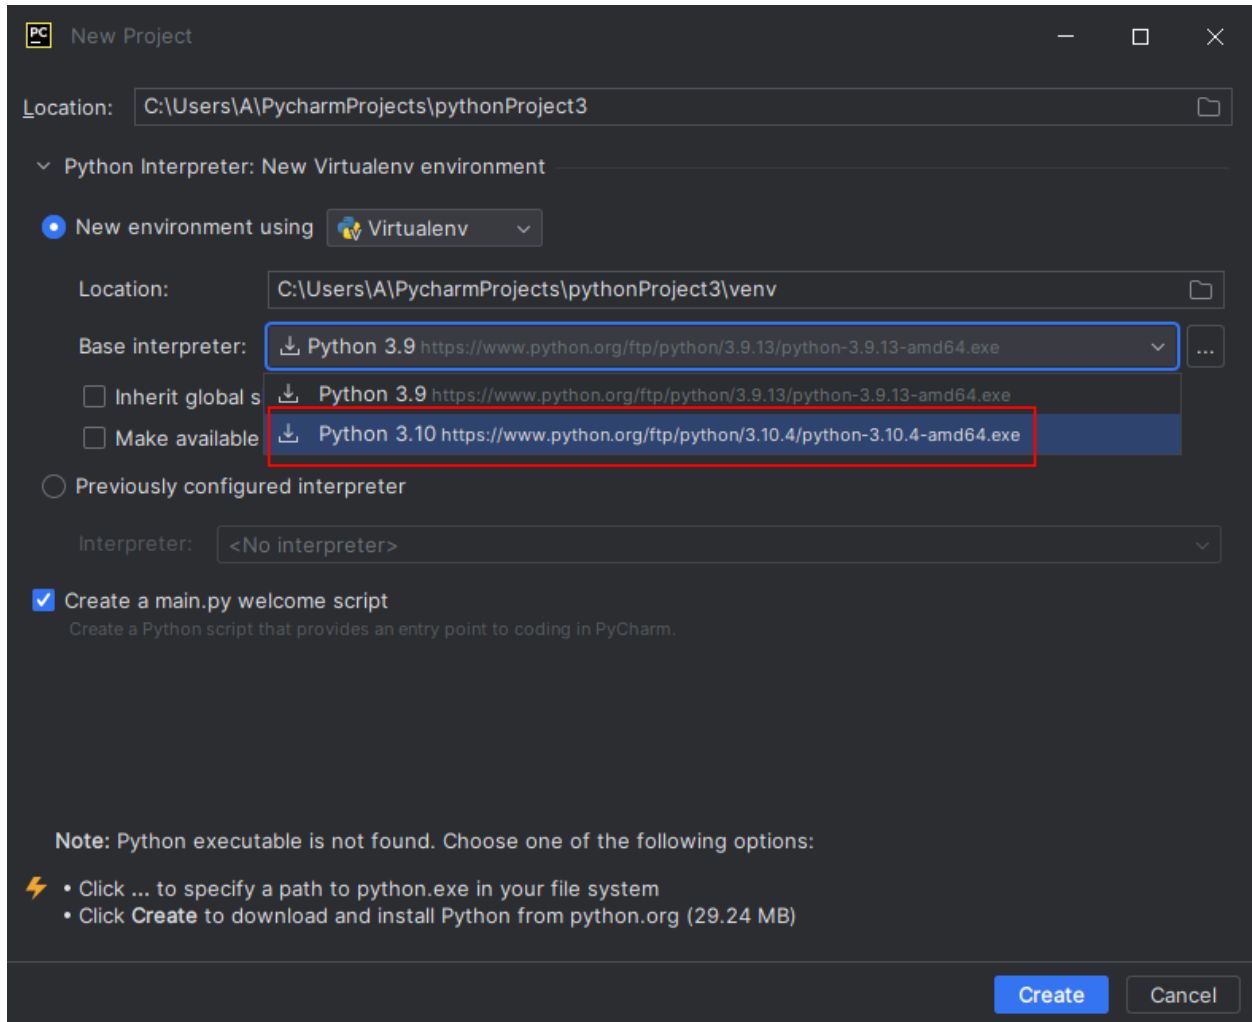 PC New Project
Location: C:\Users\A\PycharmProjects\pythonProject3
Python Interpreter: New Virtualenv environment
New environment using Virtualenv
Location: C:\Users\A\PycharmProjects\pythonProject3\venv
Base interpreter: Python 3.9 https://www.python.org/ftp/python/3.9.13/python-3.9.13-amd64.exe ...
Inherit global s Python 3.9 https://www.python.org/ftp/python/3.9.13/python-3.9.13-amd64.exe
Make available Python 3.10 https://www.python.org/ftp/python/3.10.4/python-3.10.4-amd64.exe
Previously configured interpreter
Interpreter: <No interpreter>
Create a main.py welcome script
Create a Python script that provides an entry point to coding in PyCharm.
Note: Python executable is not found. Choose one of the following options:
• Click ... to specify a path to python.exe in your file system
• Click Create to download and install Python from python.org (29.24 MB)
Create Cancel